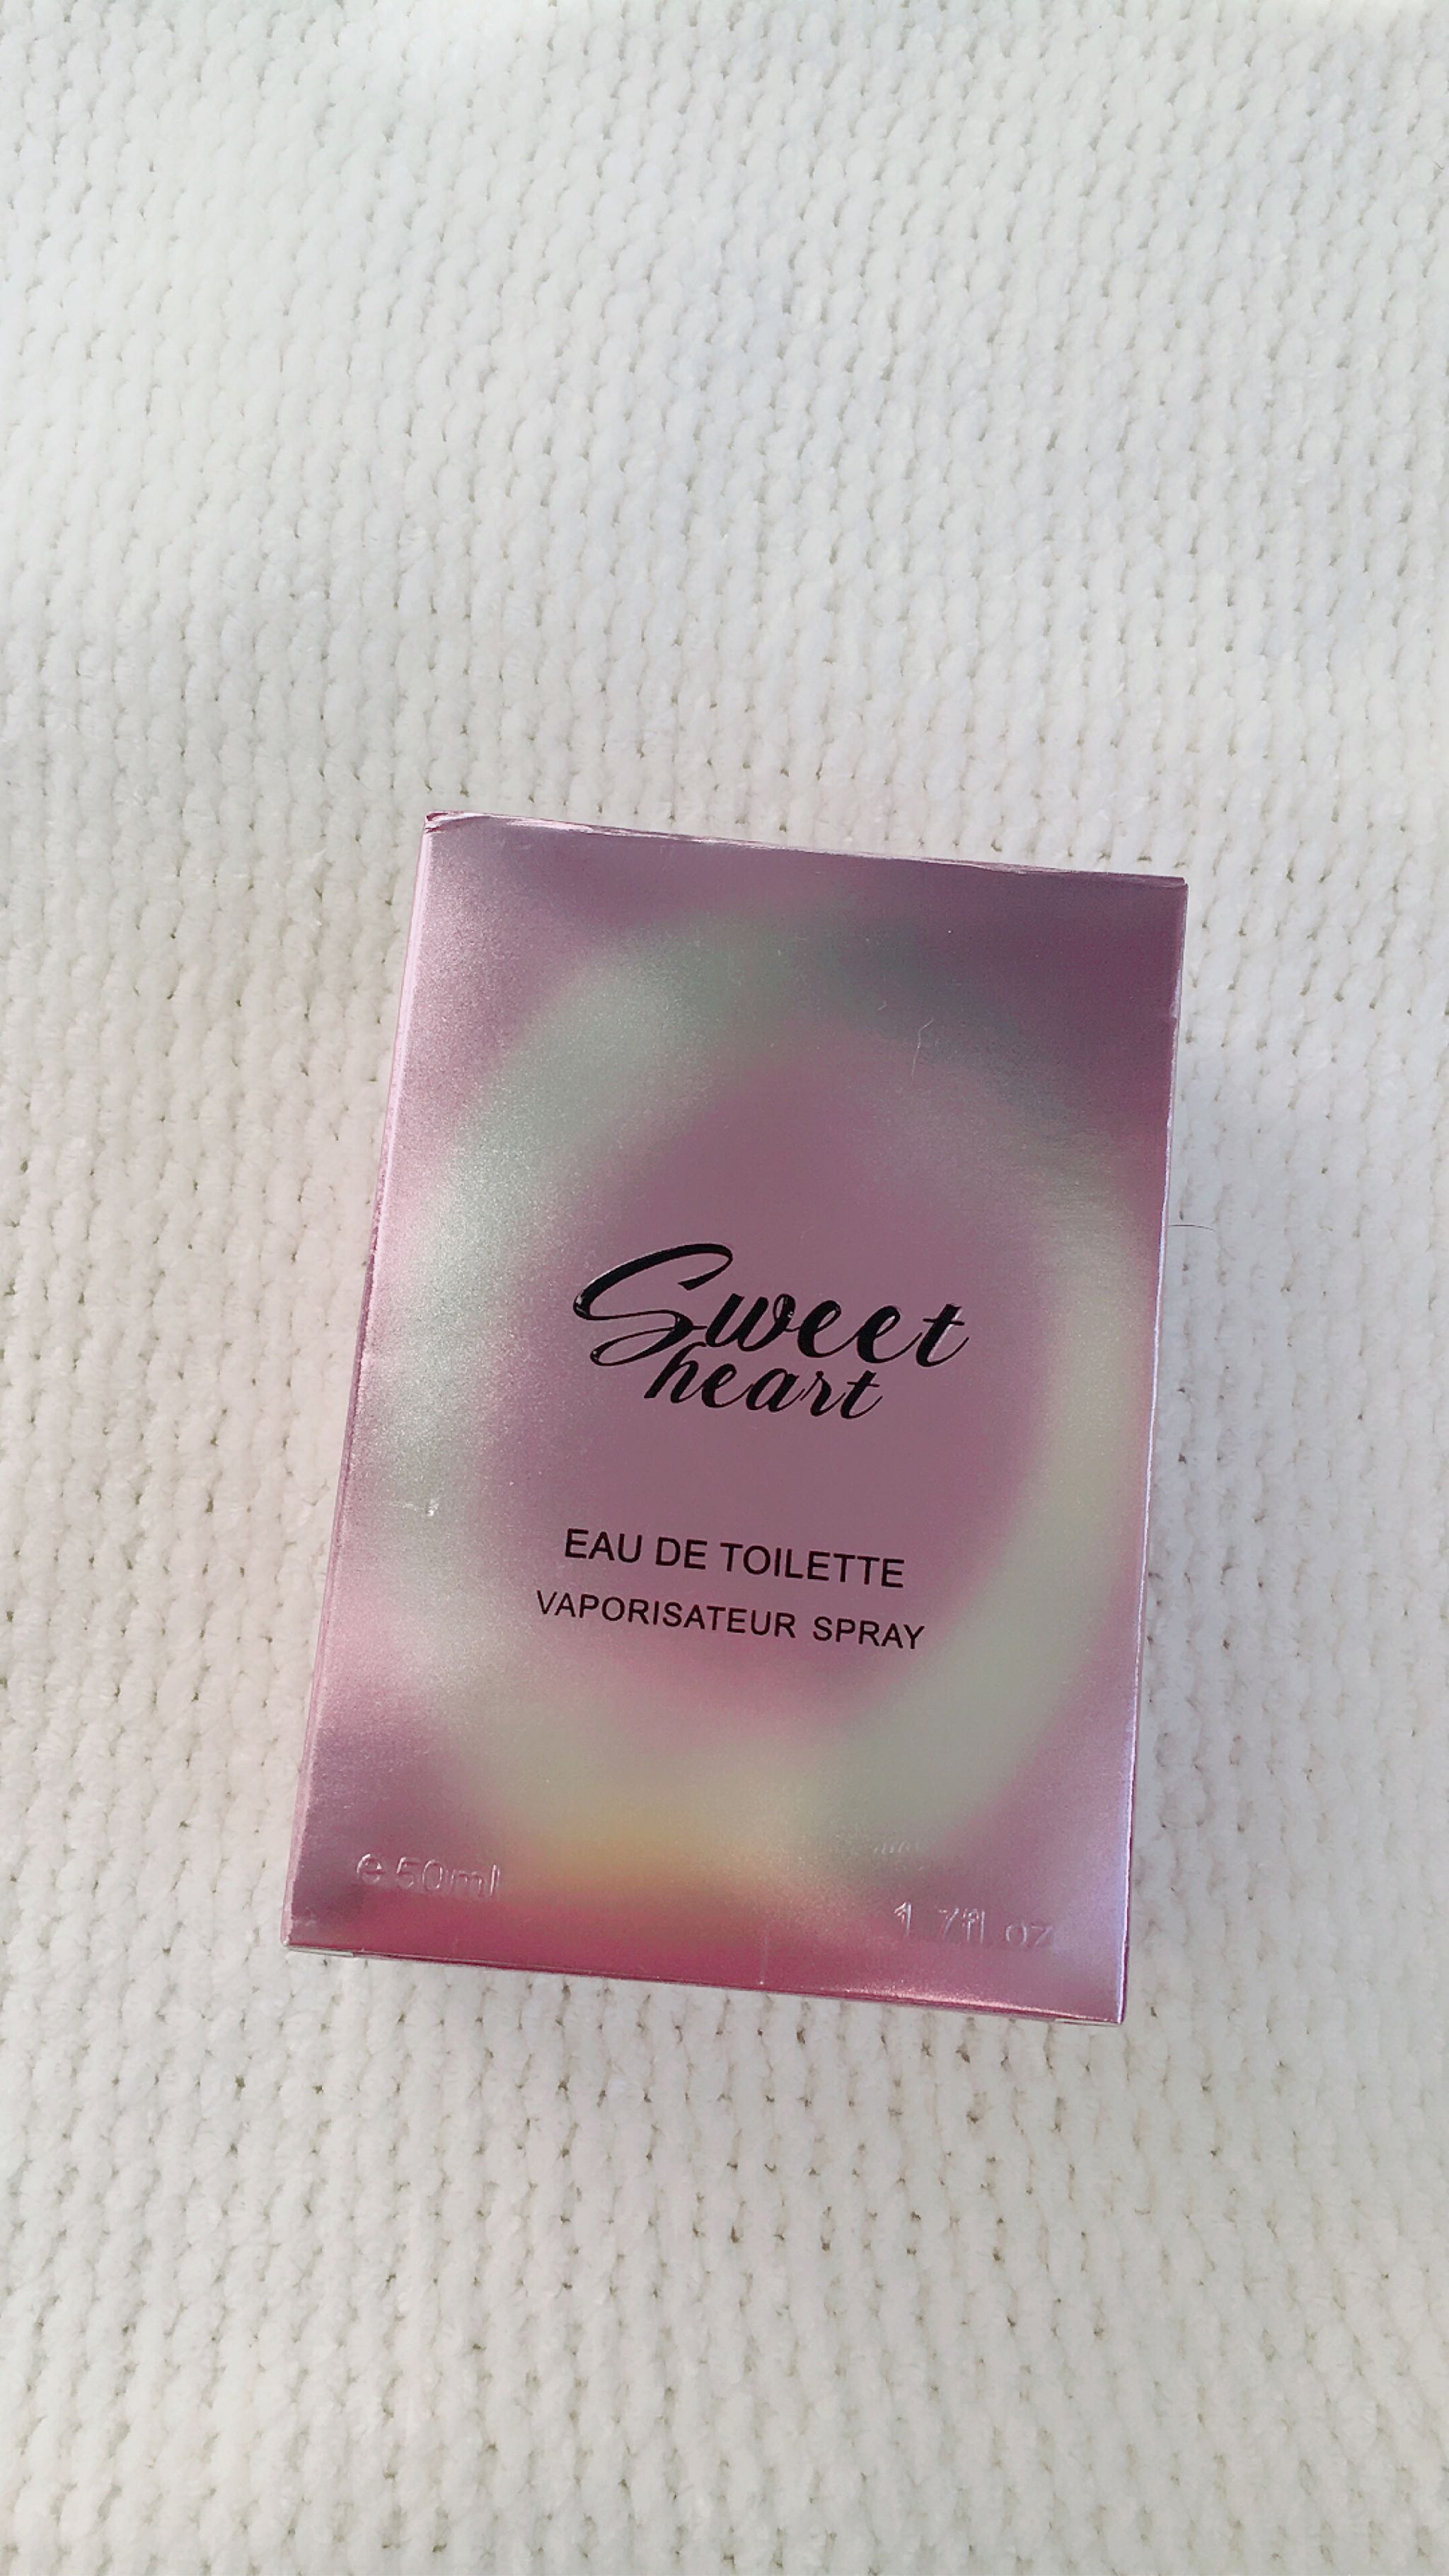 Sweet
heart
EAU DE TOILETTE
VAPORISATEUR SPRAY
e 50ml
1.7fl oz